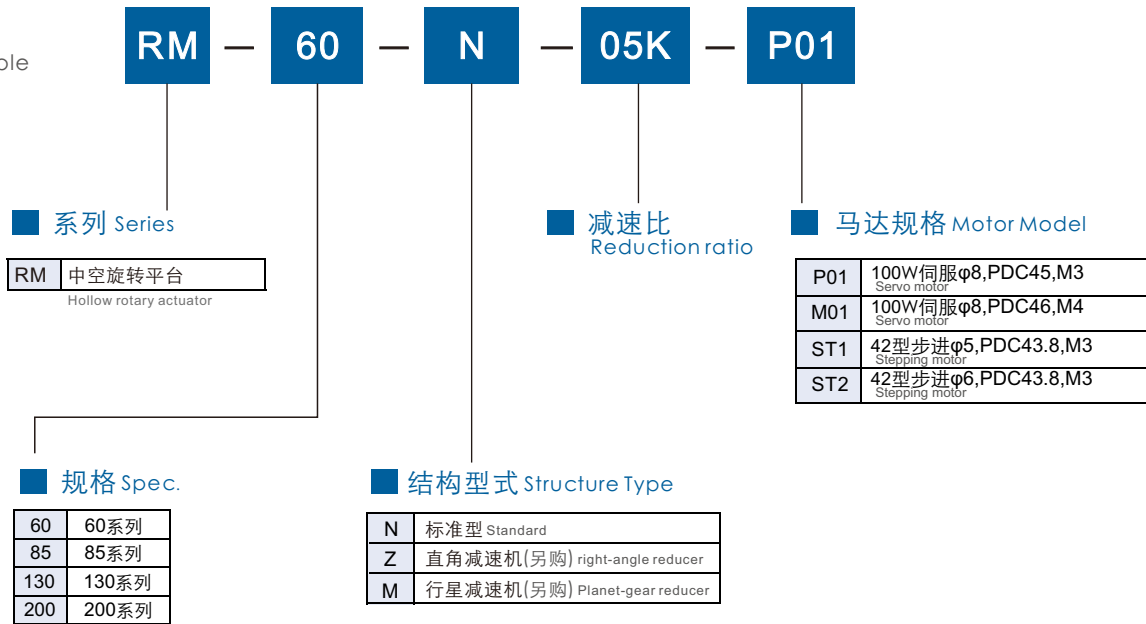 RM — 60 — N — 05K — P01
ole
系列 Series
RM 中空旋转平台
Hollow rotary actuator
减速比
Reduction ratio
马达规格 Motor Model
P01 100W伺服φ8,PDC45,M3
Servo motor
M01 100W伺服φ8,PDC46,M4
Servo motor
ST1 42型步进φ5,PDC43.8,M3
Stepping motor
ST2 42型步进φ6,PDC43.8,M3
Stepping motor
规格 Spec.
60 60系列
85 85系列
130 130系列
200 200系列
结构型式 Structure Type
N 标准型 Standard
Z 直角减速机(另购) right-angle reducer
M 行星减速机(另购) Planet-gear reducer